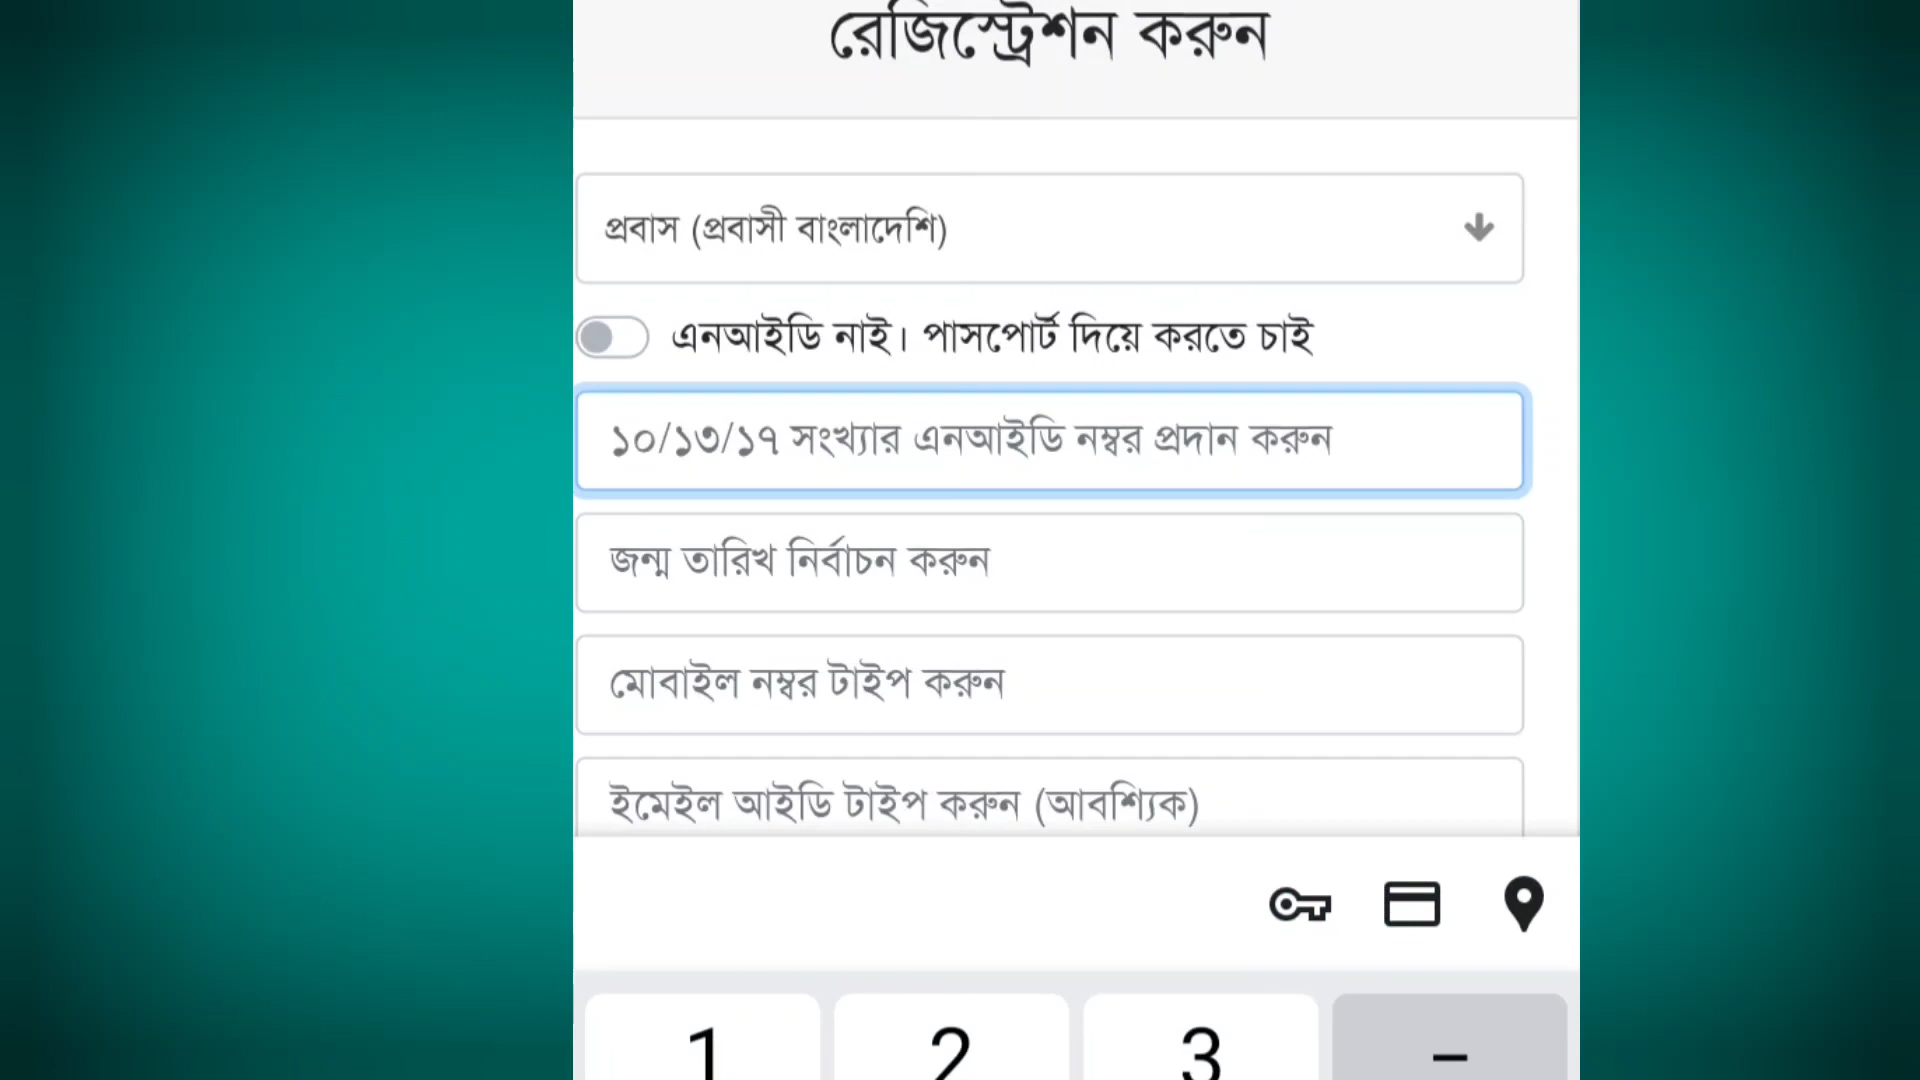 রেজিস্ট্রেশন করুন
প্রবাস (প্রবাসী বাংলাদেশি)
এনআইডি নাই। পাসপোর্ট দিয়ে করতে চাই
১০/১৩/১৭ সংখ্যার এনআইডি নম্বর প্রদান করুন
জন্ম তারিখ নির্বাচন করুন
মোবাইল নম্বর টাইপ করুন
ইমেইল আইডি টাইপ করুন (আবশ্যিক)
1 2 3 –